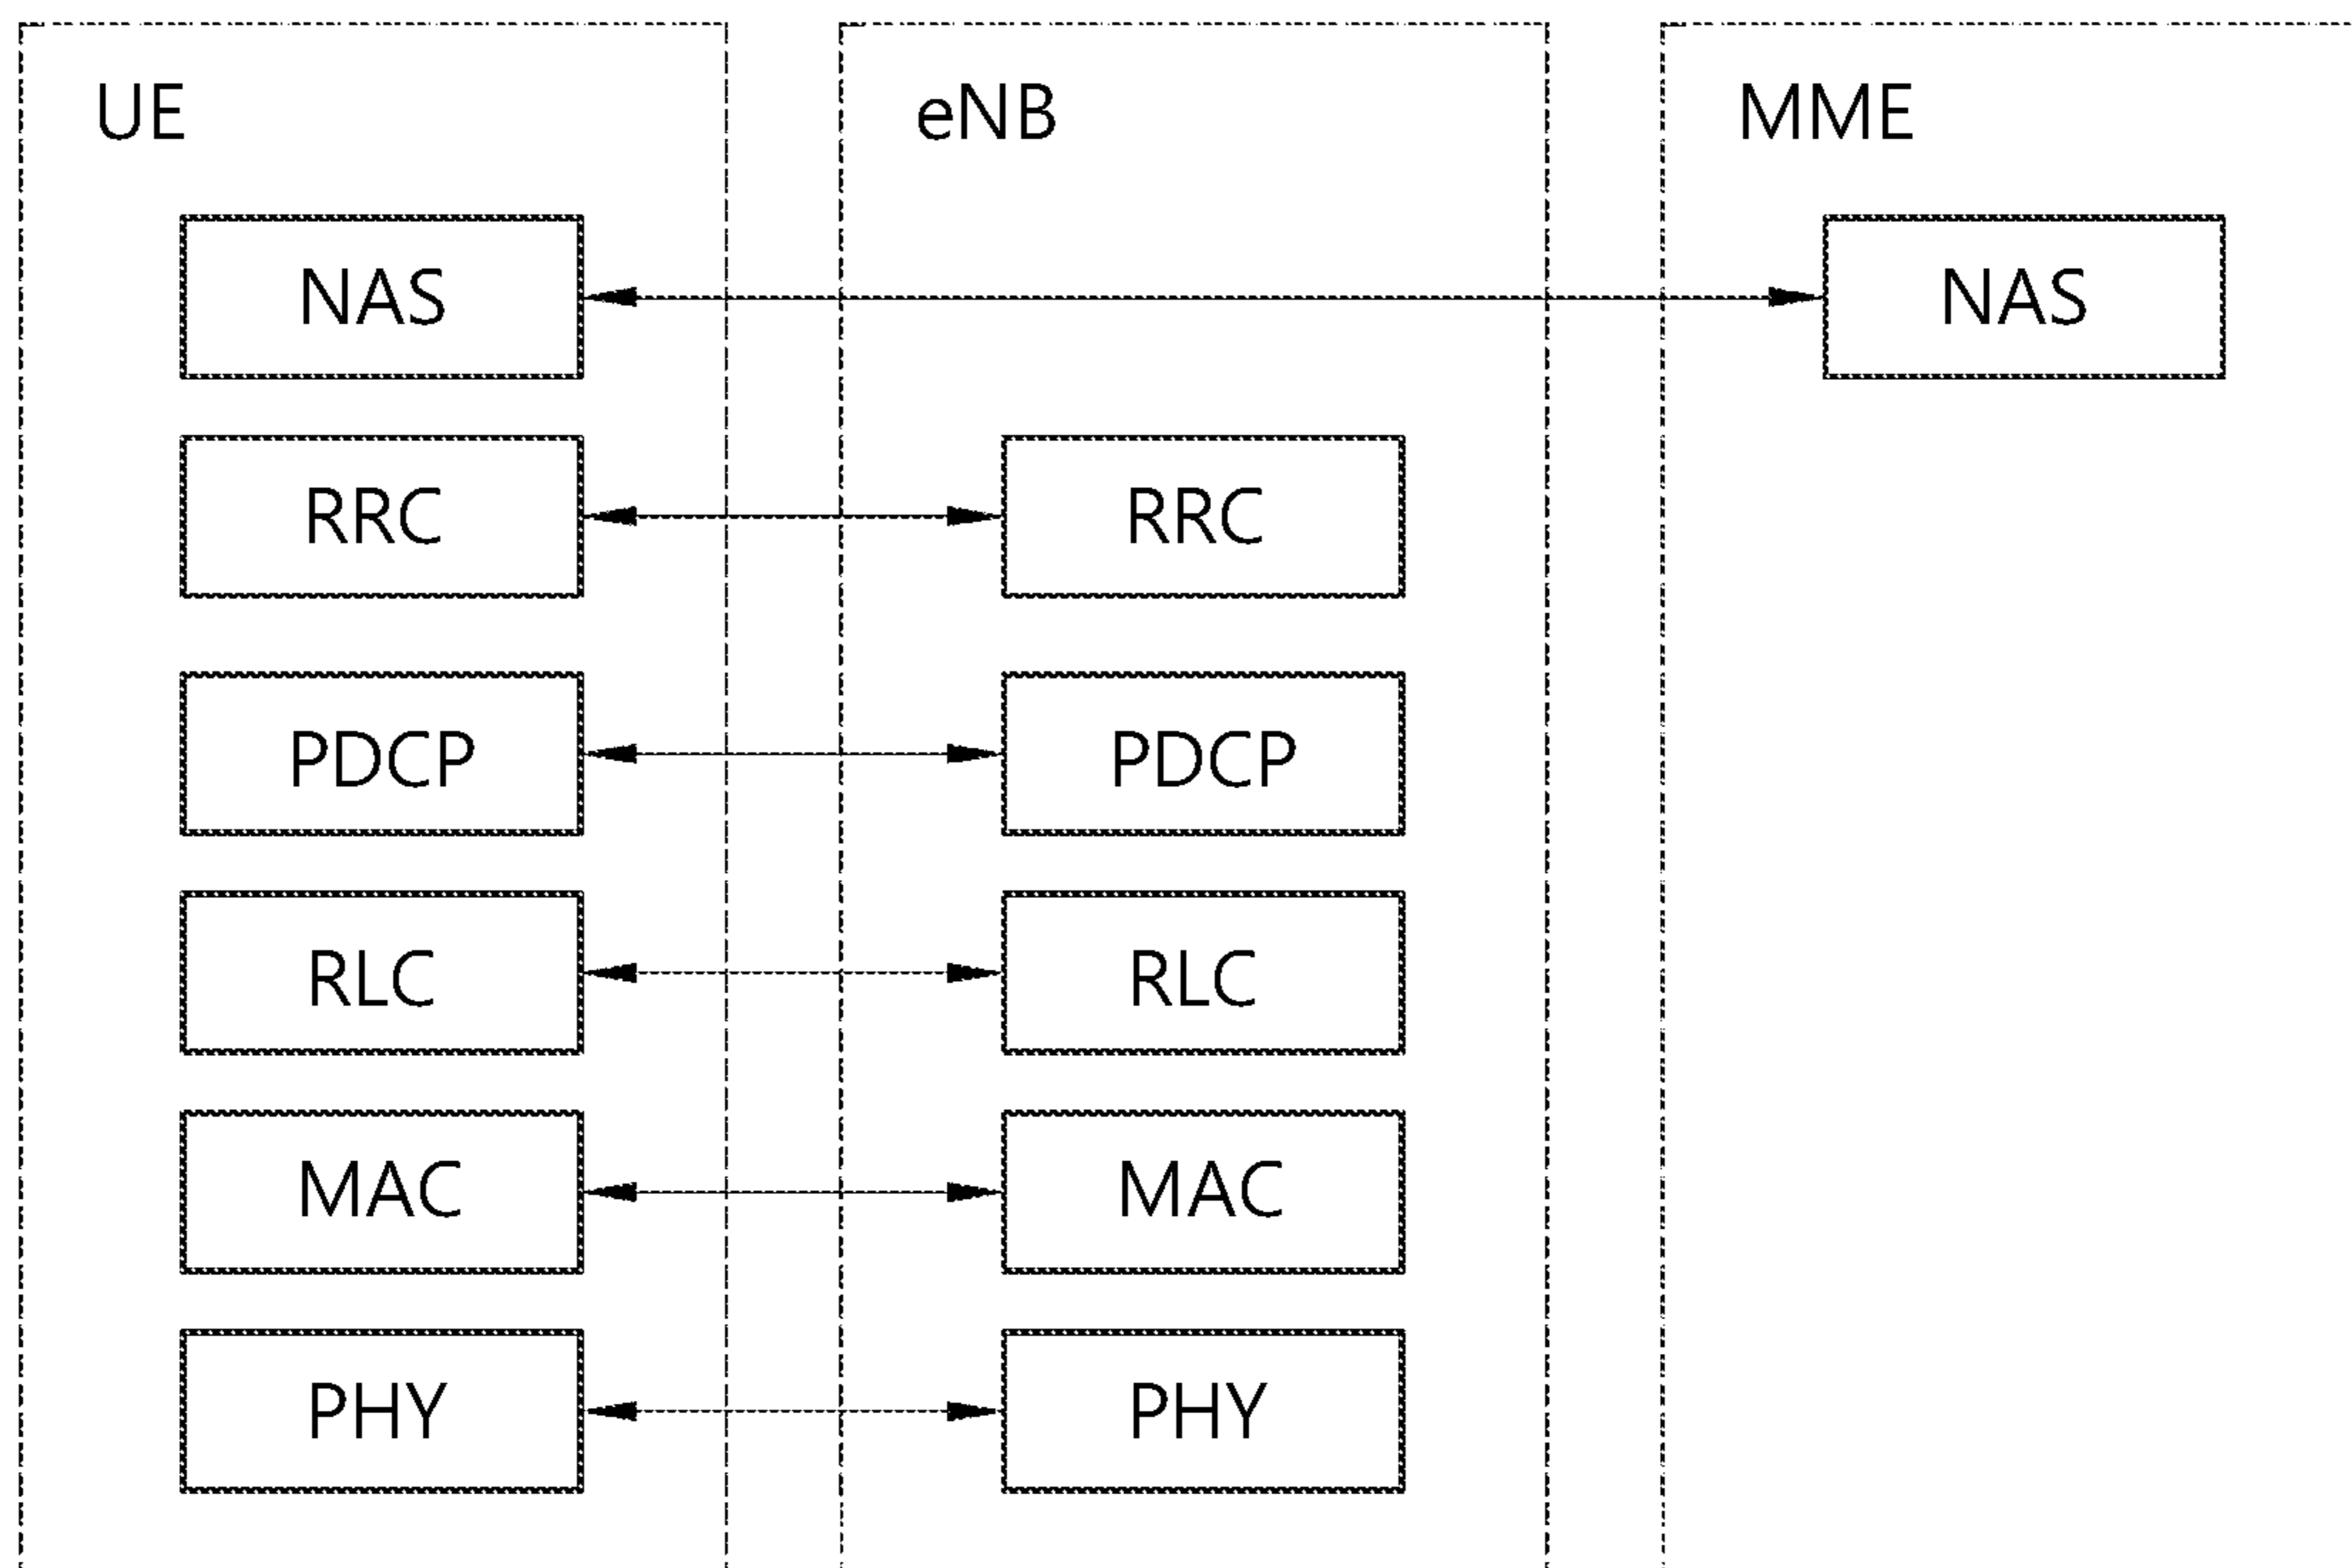 UE
eNB
MME
NAS
NAS
RRC
RRC
PDCP
PDCP
RLC
RLC
MAC
MAC
PHY
PHY